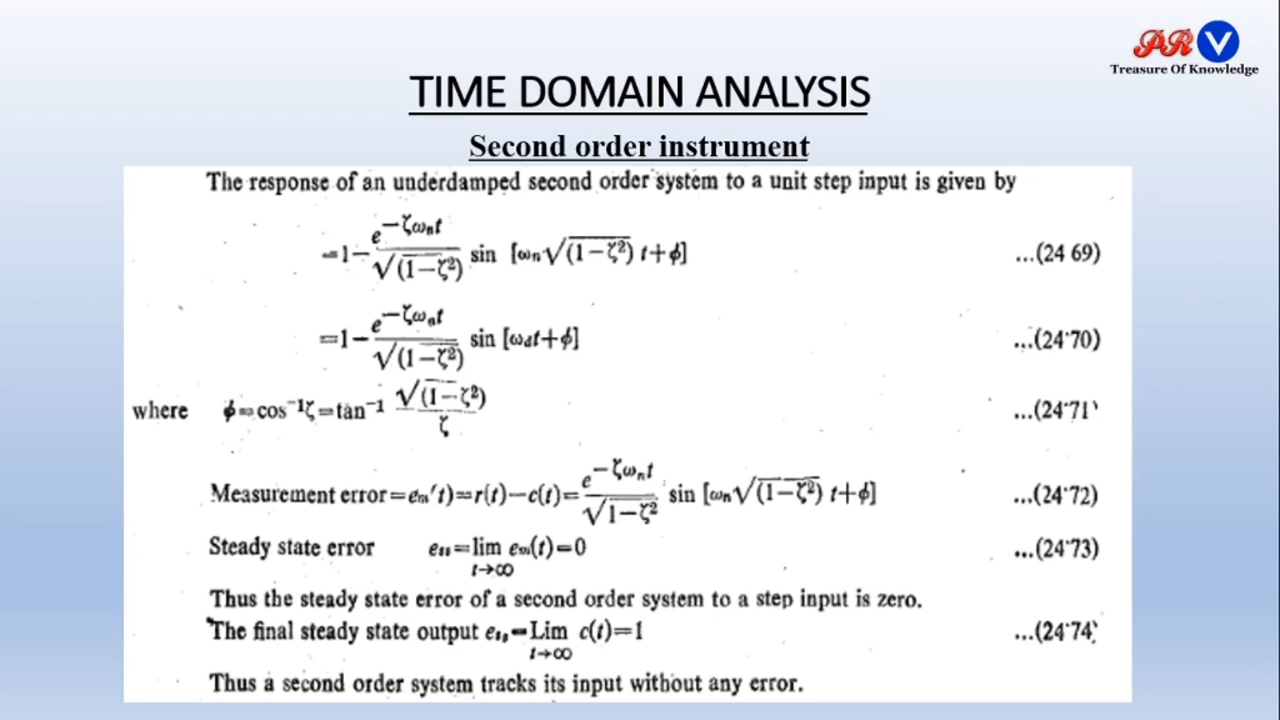 PR V
Treasure Of Knowledge
TIME DOMAIN ANALYSIS
Second order instrument
The response of an underdamped second order system to a unit step input is given by
=1− e−ζωnt / √(1−ζ²) sin [ωn√(1−ζ²) t+ϕ] ...(24 69)
=1− e−ζωnt / √(1−ζ²) sin [ωdt+ϕ] ...(24·70)
where ϕ=cos−1ζ=tan−1 √(1−ζ²) / ζ ...(24·71)
Measurement error=em(t)=r(t)−c(t)= e−ζωnt / √1−ζ² sin [ωn√(1−ζ²) t+ϕ] ...(24·72)
Steady state error ess=lim em(t)=0 ...(24·73)
t→∞
Thus the steady state error of a second order system to a step input is zero.
The final steady state output ess=Lim c(t)=1 ...(24·74)
t→∞
Thus a second order system tracks its input without any error.